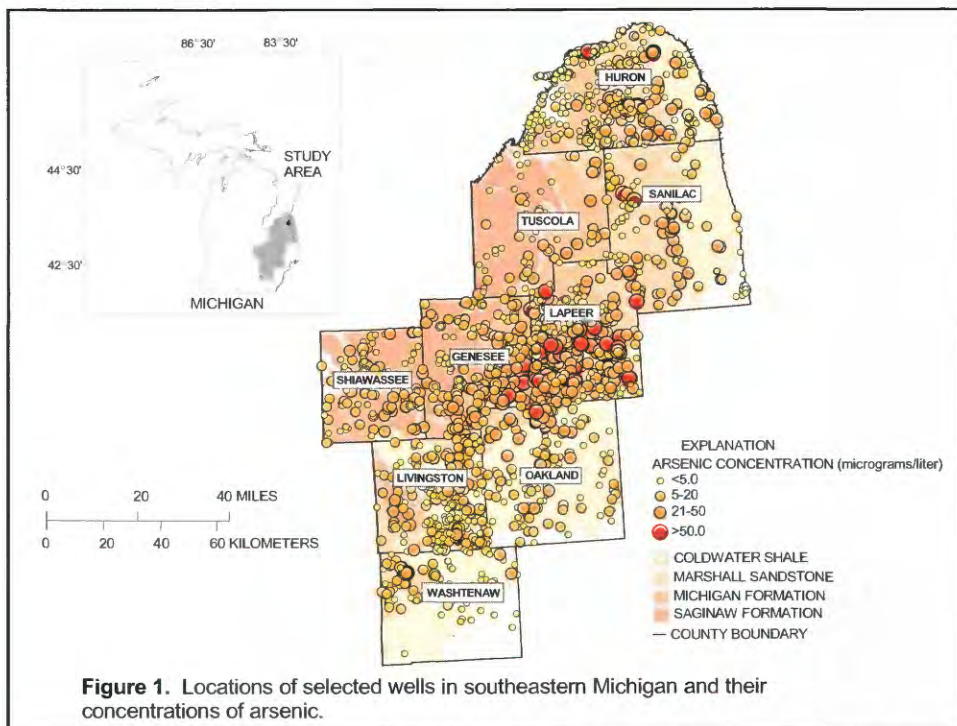 86°30' 83°30'
HURON
STUDY
AREA
44°30'
SANILAC
TUSCOLA
42°30'
MICHIGAN
LAPEER
GENESEE
SHIAWASSEE
EXPLANATION
ARSENIC CONCENTRATION (micrograms/liter)
<5.0
5-20
21-50
>50.0
LIVINGSTON
OAKLAND
0 20 40 MILES
0 20 40 60 KILOMETERS
COLDWATER SHALE
MARSHALL SANDSTONE
MICHIGAN FORMATION
SAGINAW FORMATION
COUNTY BOUNDARY
WASHTENAW
Figure 1. Locations of selected wells in southeastern Michigan and their
concentrations of arsenic.